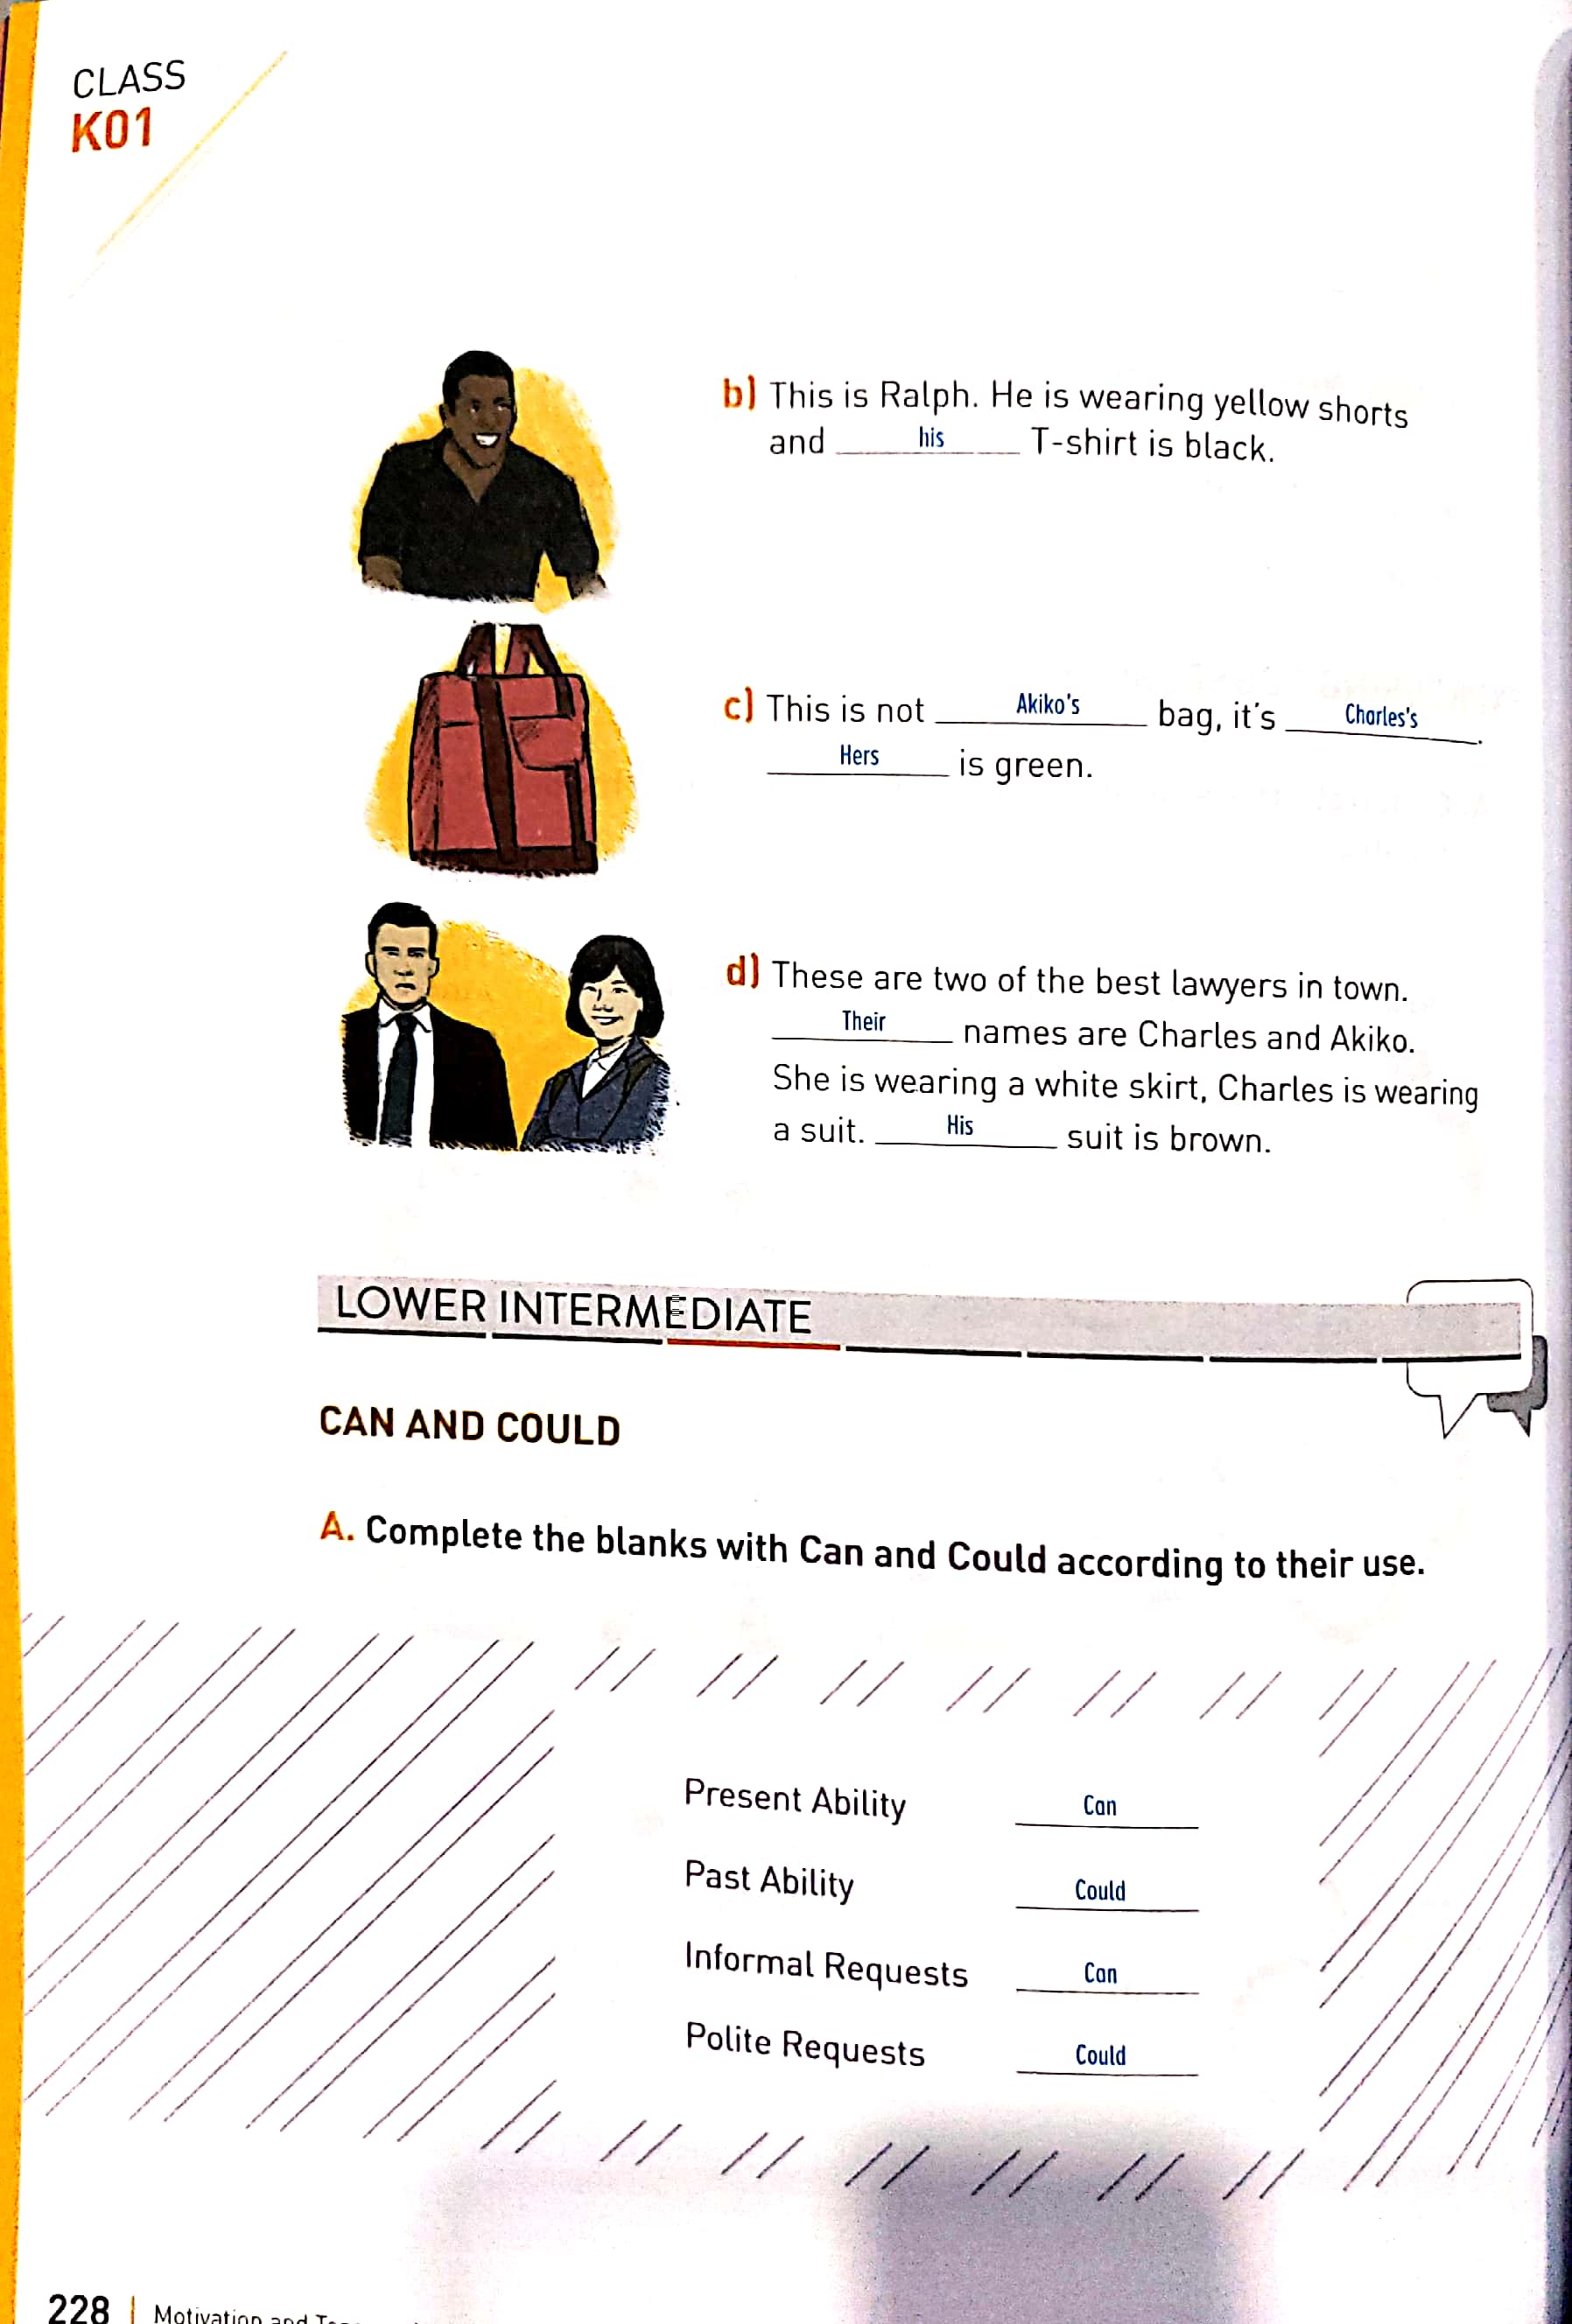 CLASS
K01
b) This is Ralph. He is wearing yellow shorts
and his T-shirt is black.
c) This is not Akiko's bag, it's Charles's.
Hers is green.
d) These are two of the best lawyers in town.
Their names are Charles and Akiko.
She is wearing a white skirt, Charles is wearing
a suit. His suit is brown.
LOWER INTERMEDIATE
CAN AND COULD
A. Complete the blanks with Can and Could according to their use.
Present Ability Can
Past Ability Could
Informal Requests Can
Polite Requests Could
228 | Motivation and